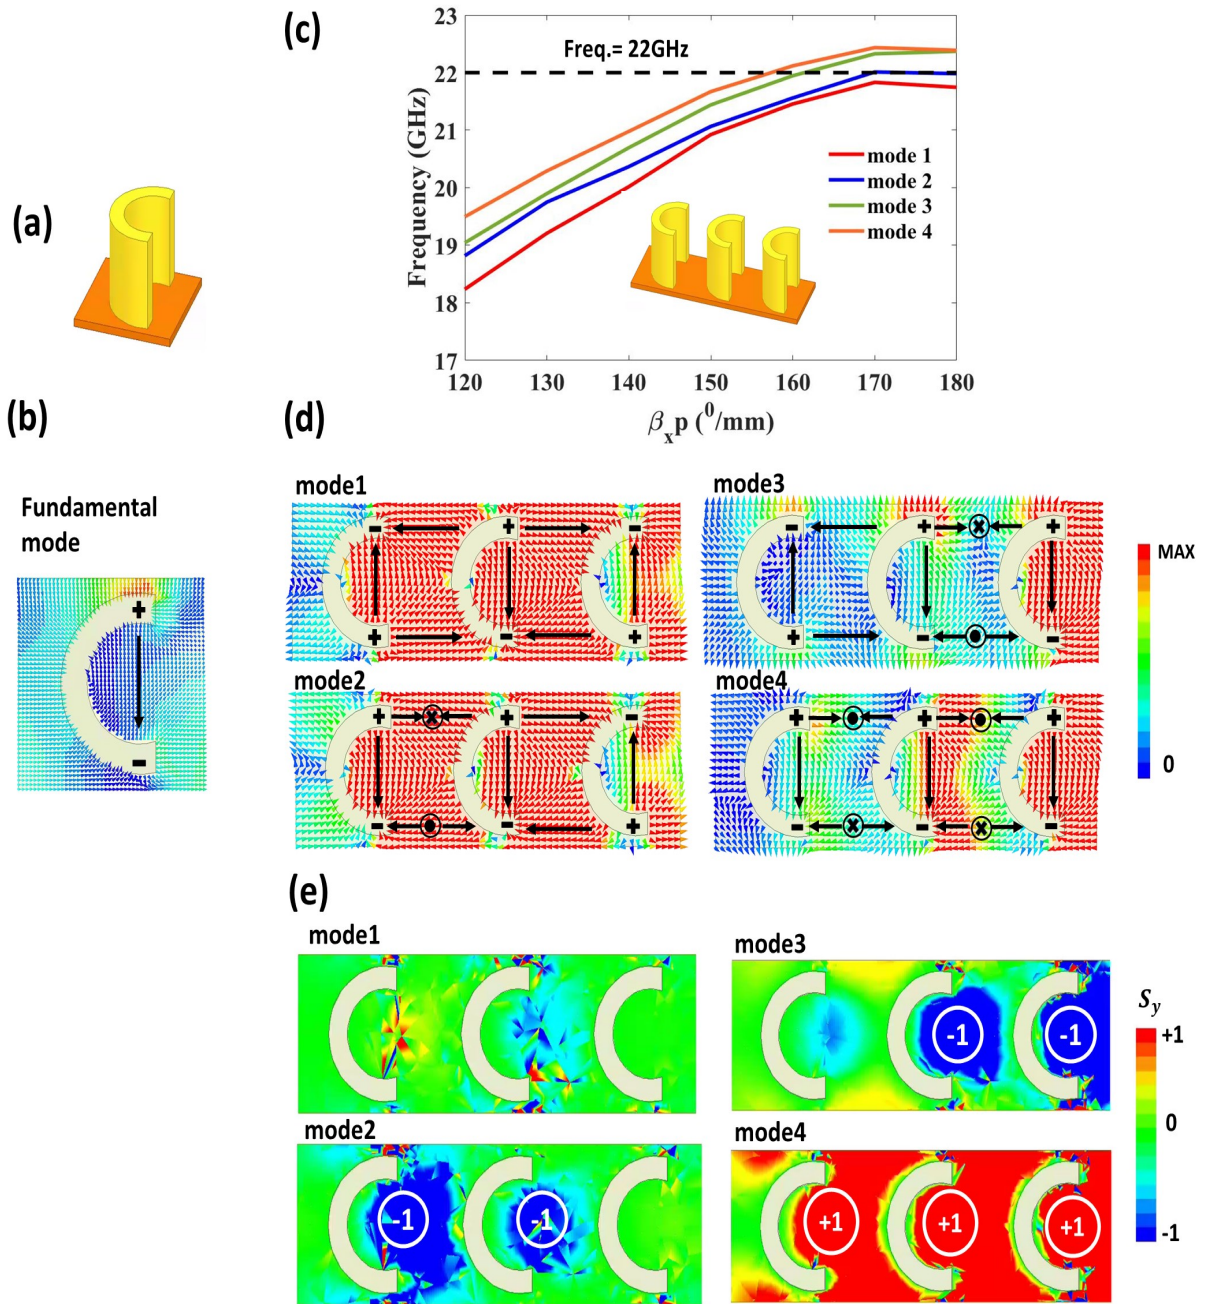 (a)
(b)
Fundamental
mode
+
-
(c)
23
22
21
20
19
18
17
Frequency (GHz)
Freq.= 22GHz
mode 1
mode 2
mode 3
mode 4
120 130 140 150 160 170 180
βₓp (⁰/mm)
(d)
mode1
- + -
+ - +
mode3
- + +
+ - -
mode2
+ + -
- - +
mode4
+ + +
- - -
MAX
0
(e)
mode1
mode3
-1 -1
mode2
-1 -1
mode4
+1 +1 +1
S_y
+1
0
-1